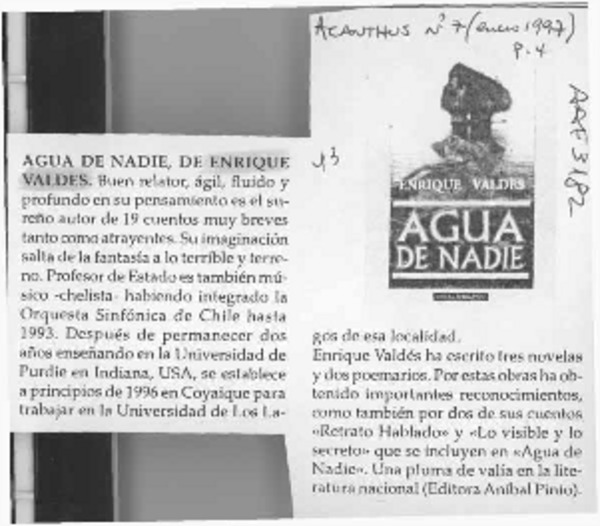 ACANTHUS Nº 7 (enero 1997)
P. 4
AAF 3182
AGUA DE NADIE, DE ENRIQUE
VALDES. Buen relator, ágil, fluido y
profundo en su pensamiento es el su-
reño autor de 19 cuentos muy breves
tanto como atrayentes. Su imaginación
salta de la fantasía a lo terrible y terre-
no. Profesor de Estado es también mú-
sico -chelista- habiendo integrado la
Orquesta Sinfónica de Chile hasta
1993. Después de permanecer dos
años enseñando en la Universidad de
Purdie en Indiana, USA, se establece
a principios de 1996 en Coyaique para
trabajar en la Universidad de Los La-
ENRIQUE VALDES
AGUA
DE NADIE
gos de esa localidad.
Enrique Valdés ha escrito tres novelas
y dos poemarios. Por estas obras ha ob-
tenido importantes reconocimientos,
como también por dos de sus cuentos
«Retrato Hablado» y «Lo visible y lo
secreto» que se incluyen en «Agua de
Nadie». Una pluma de valía en la lite-
ratura nacional (Editora Aníbal Pinto).